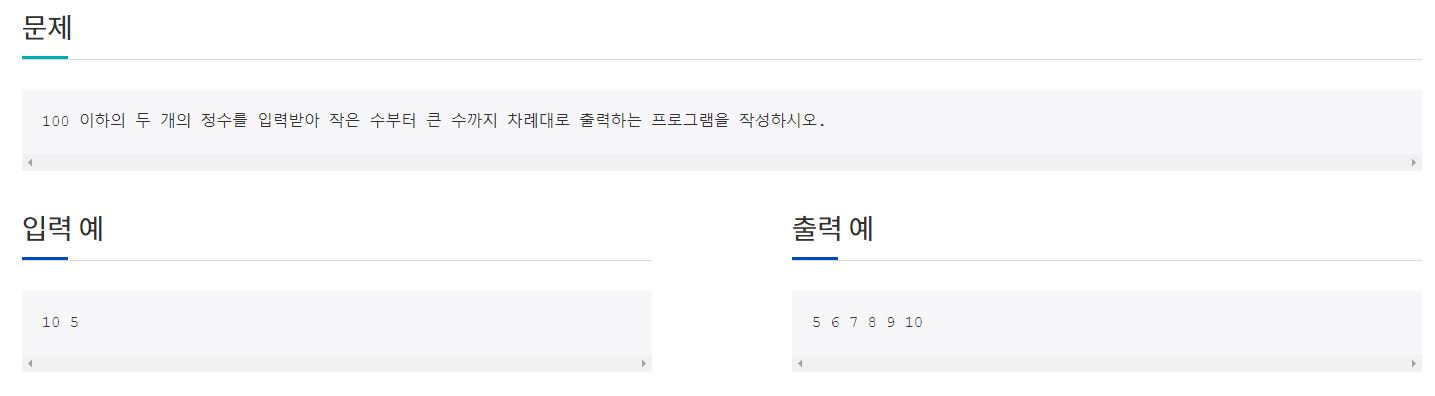 문제
100 이하의 두 개의 정수를 입력받아 작은 수부터 큰 수까지 차례대로 출력하는 프로그램을 작성하시오.
입력 예
10 5
출력 예
5 6 7 8 9 10